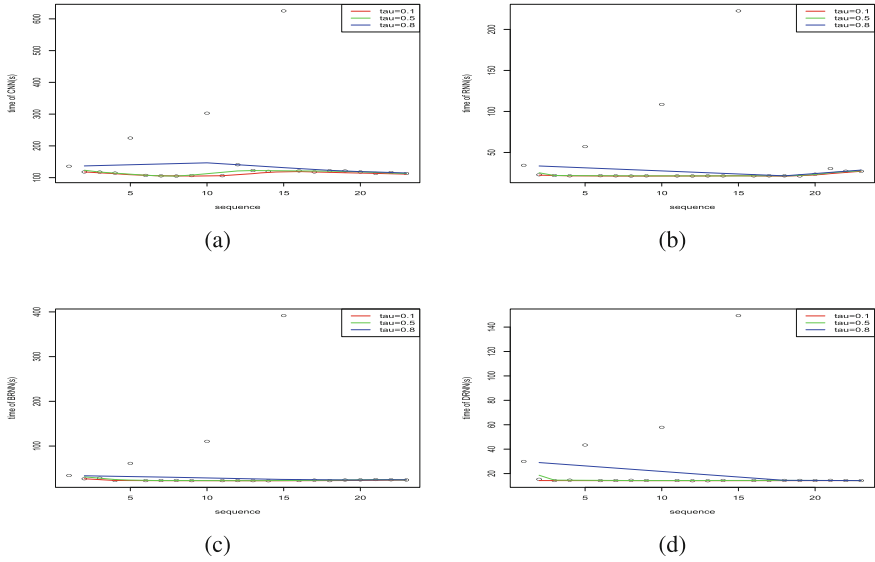 tau=0.1
tau=0.5
tau=0.8
time of CNN(s)
100 200 300 400 500 600
5 10 15 20
sequence
(a)
tau=0.1
tau=0.5
tau=0.8
time of RNN(s)
50 100 150 200
5 10 15 20
sequence
(b)
tau=0.1
tau=0.5
tau=0.8
time of BRNN(s)
100 200 300 400
5 10 15 20
sequence
(c)
tau=0.1
tau=0.5
tau=0.8
time of DRNN(s)
20 40 60 80 100 120 140
5 10 15 20
sequence
(d)